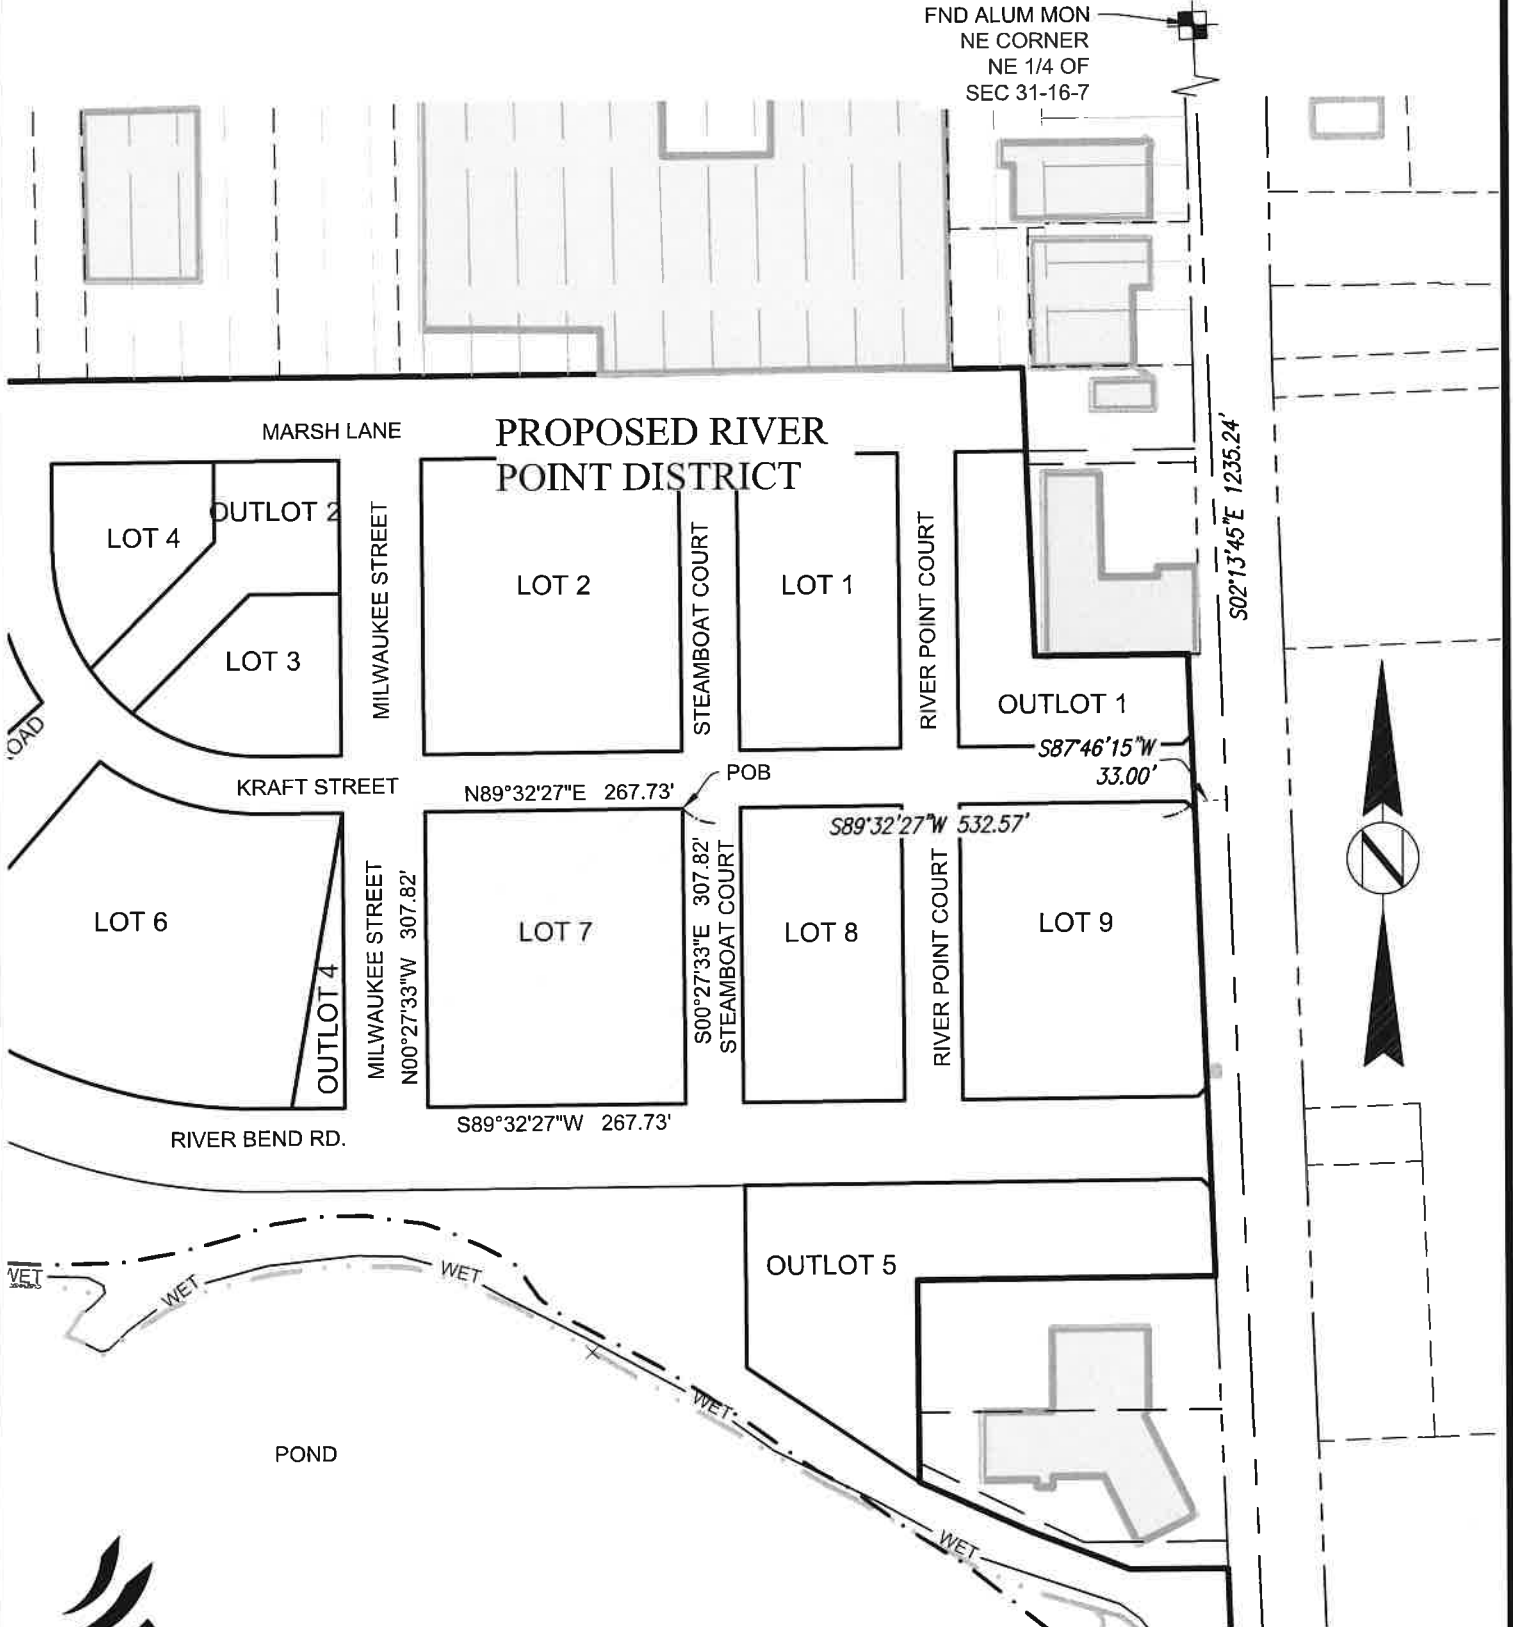 FND ALUM MON
NE CORNER
NE 1/4 OF
SEC 31-16-7
MARSH LANE
PROPOSED RIVER
POINT DISTRICT
S02°13'45"E 1235.24'
OUTLOT 2
LOT 4
MILWAUKEE STREET
LOT 2
STEAMBOAT COURT
LOT 1
RIVER POINT COURT
LOT 3
OUTLOT 1
S87°46'15"W
33.00'
KRAFT STREET
N89°32'27"E 267.73'
POB
S89°32'27"W 532.57'
LOT 6
OUTLOT 4
MILWAUKEE STREET
N00°27'33"W 307.82'
LOT 7
S00°27'33"E 307.82'
STEAMBOAT COURT
LOT 8
RIVER POINT COURT
LOT 9
N
S89°32'27"W 267.73'
RIVER BEND RD.
OUTLOT 5
WET
WET
WET
WET
POND